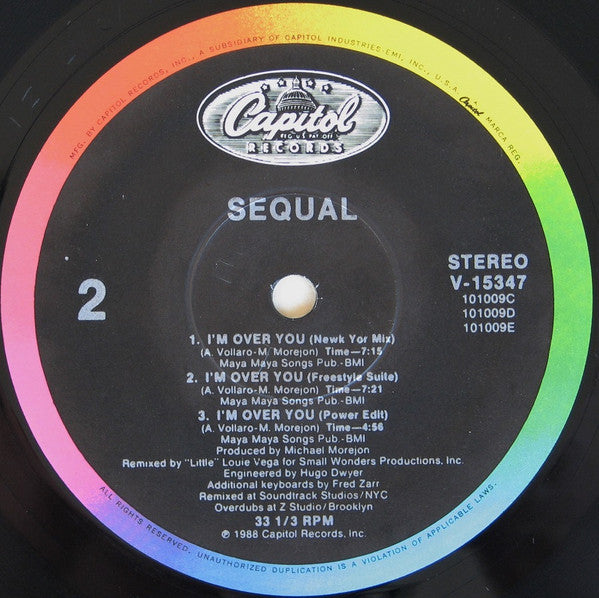 MFG. BY CAPITOL RECORDS, INC., A SUBSIDIARY OF CAPITOL INDUSTRIES-EMI, INC., U.S.A. Capitol MARCA REG.
Capitol
REG. U.S. PAT. OFF.
RECORDS
SEQUAL
2
STEREO
V-15347
101009C
101009D
101009E
1. I'M OVER YOU (Newk Yor Mix)
(A. Vollaro-M. Morejon) Time—7:15
Maya Maya Songs Pub.-BMI
2. I'M OVER YOU (Freestyle Suite)
(A. Vollaro-M. Morejon) Time—7:21
Maya Maya Songs Pub.-BMI
3. I'M OVER YOU (Power Edit)
(A. Vollaro-M. Morejon) Time—4:56
Maya Maya Songs Pub.-BMI
Produced by Michael Morejon
Remixed by "Little" Louie Vega for Small Wonders Productions, Inc.
Engineered by Hugo Dwyer
Additional keyboards by Fred Zarr
Remixed at Soundtrack Studios/NYC
Overdubs at Z Studio/Brooklyn
33 1/3 RPM
℗ 1988 Capitol Records, Inc.
ALL RIGHTS RESERVED. UNAUTHORIZED DUPLICATION IS A VIOLATION OF APPLICABLE LAWS.